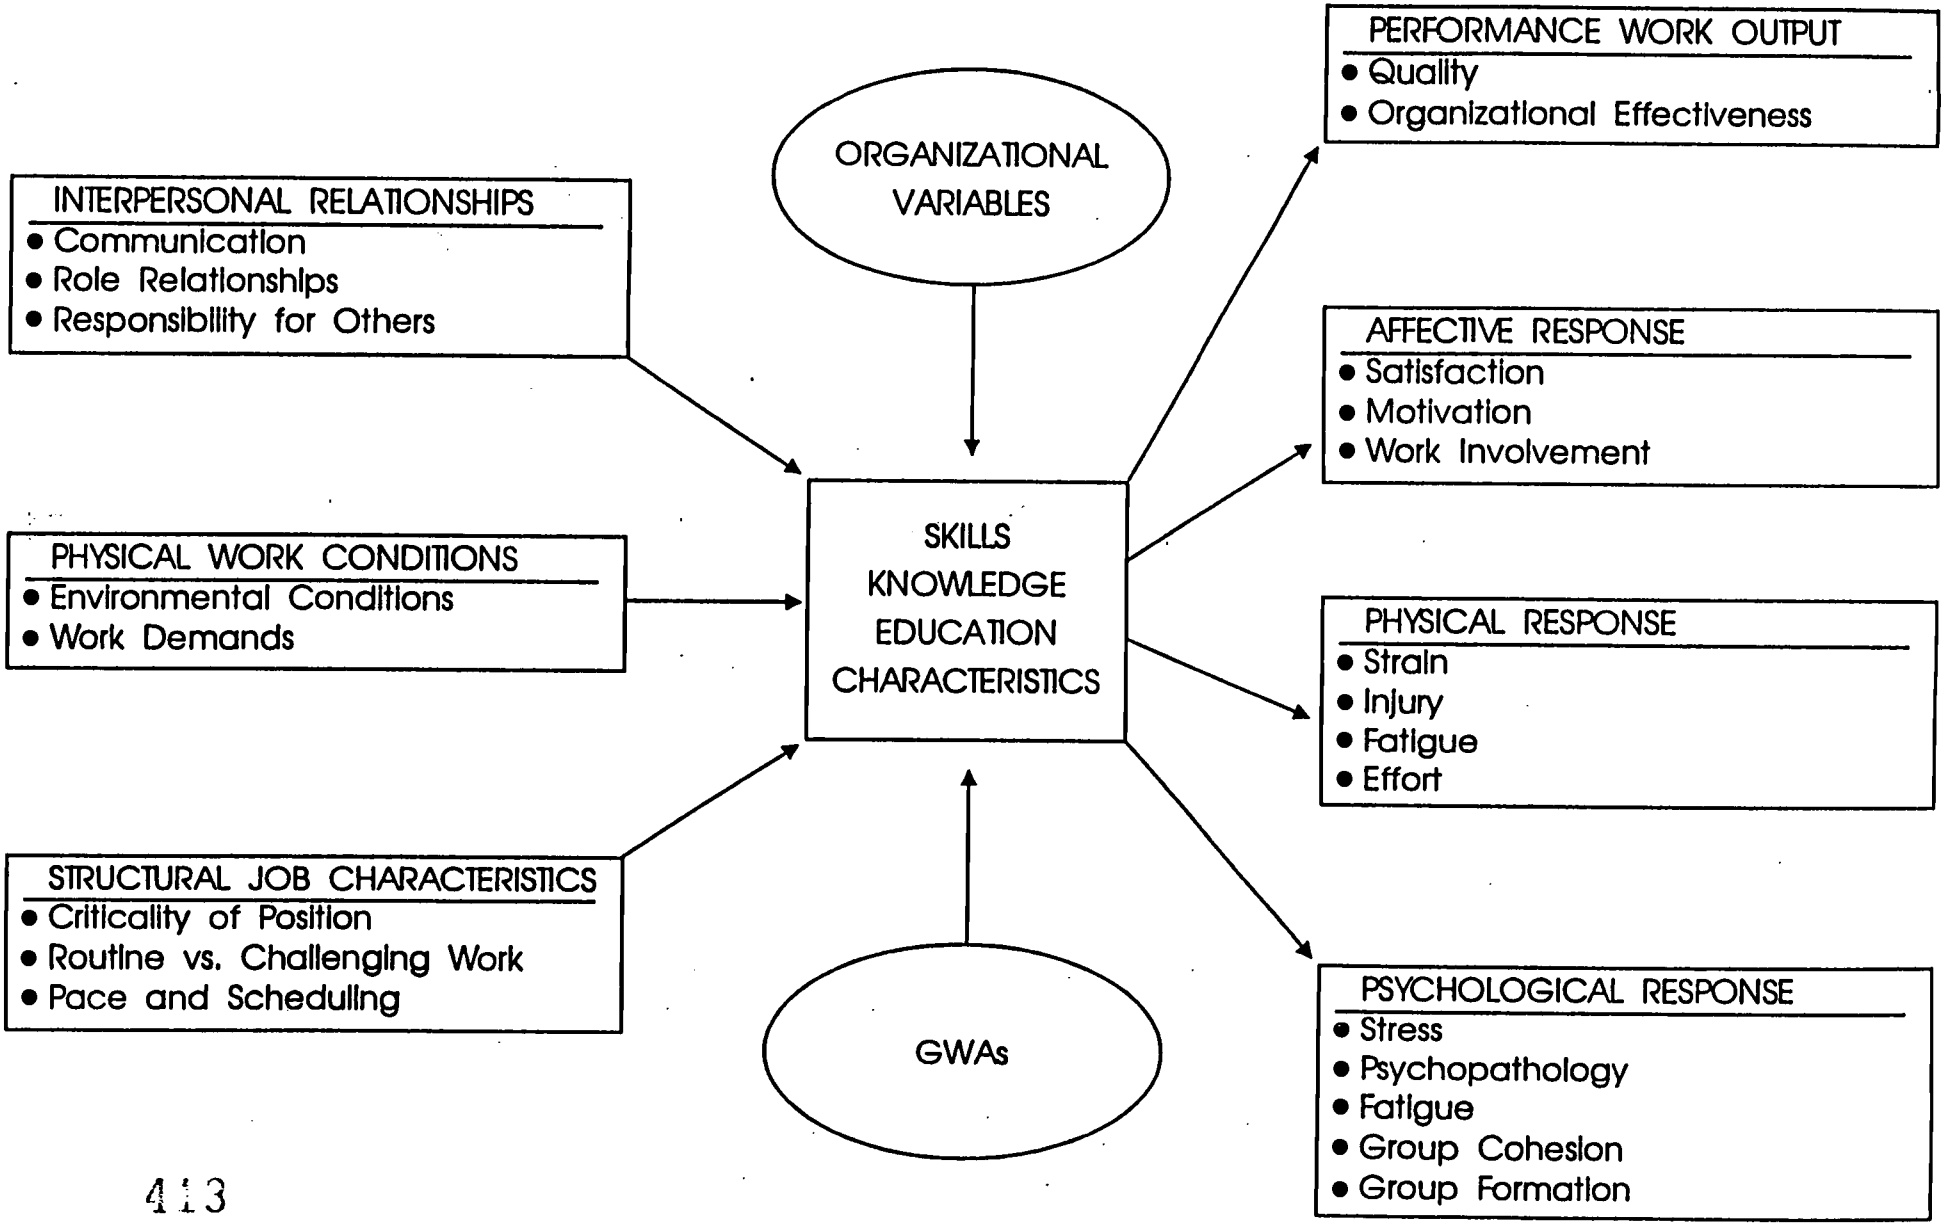 INTERPERSONAL RELATIONSHIPS
● Communication
● Role Relationships
● Responsibility for Others
PHYSICAL WORK CONDITIONS
● Environmental Conditions
● Work Demands
STRUCTURAL JOB CHARACTERISTICS
● Criticality of Position
● Routine vs. Challenging Work
● Pace and Scheduling
ORGANIZATIONAL
VARIABLES
SKILLS
KNOWLEDGE
EDUCATION
CHARACTERISTICS
GWAs
PERFORMANCE WORK OUTPUT
● Quality
● Organizational Effectiveness
AFFECTIVE RESPONSE
● Satisfaction
● Motivation
● Work Involvement
PHYSICAL RESPONSE
● Strain
● Injury
● Fatigue
● Effort
PSYCHOLOGICAL RESPONSE
● Stress
● Psychopathology
● Fatigue
● Group Cohesion
● Group Formation
413